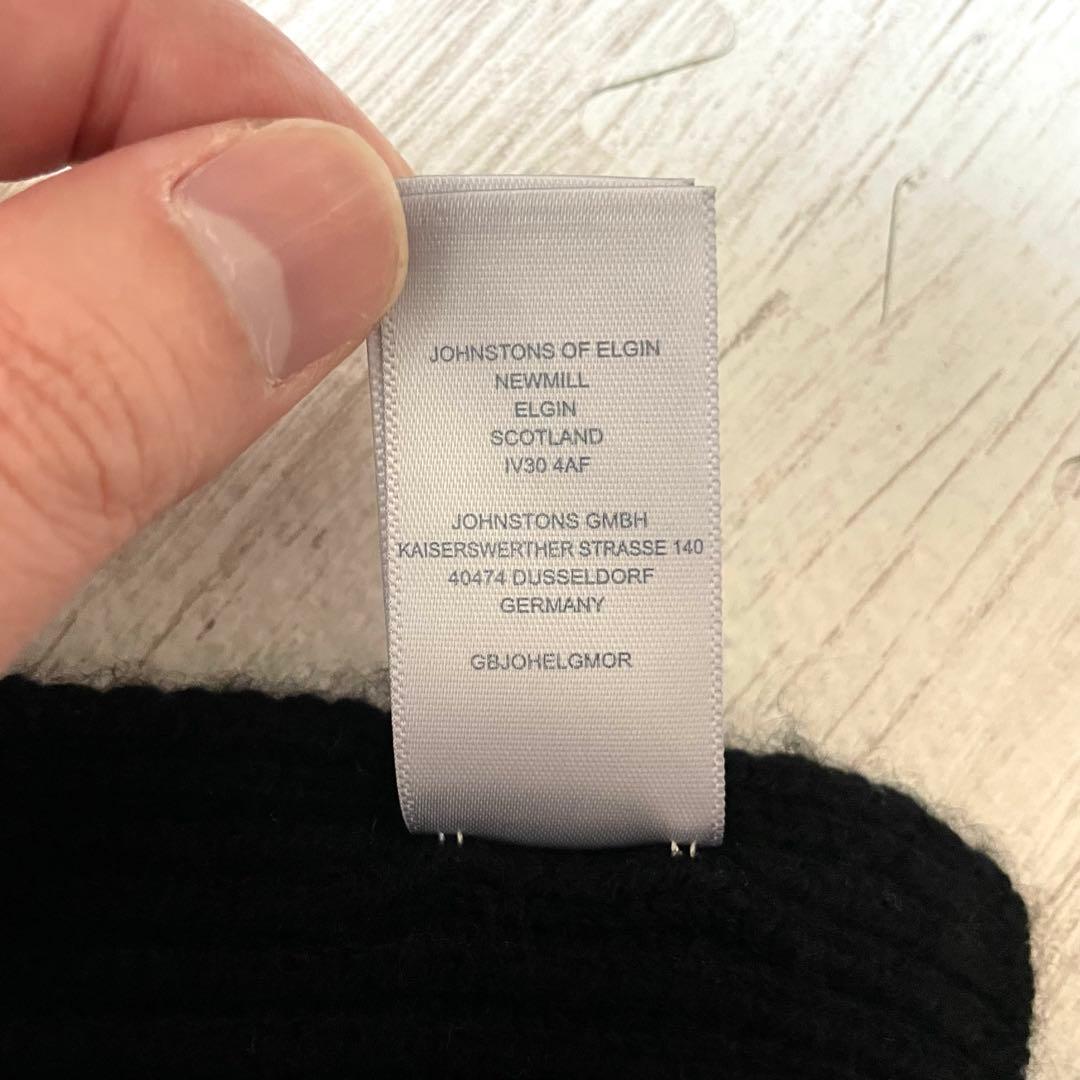 JOHNSTONS OF ELGIN
NEWMILL
ELGIN
SCOTLAND
IV30 4AF
JOHNSTONS GMBH
KAISERSWERTHER STRASSE 140
40474 DUSSELDORF
GERMANY
GBJOHELGMOR